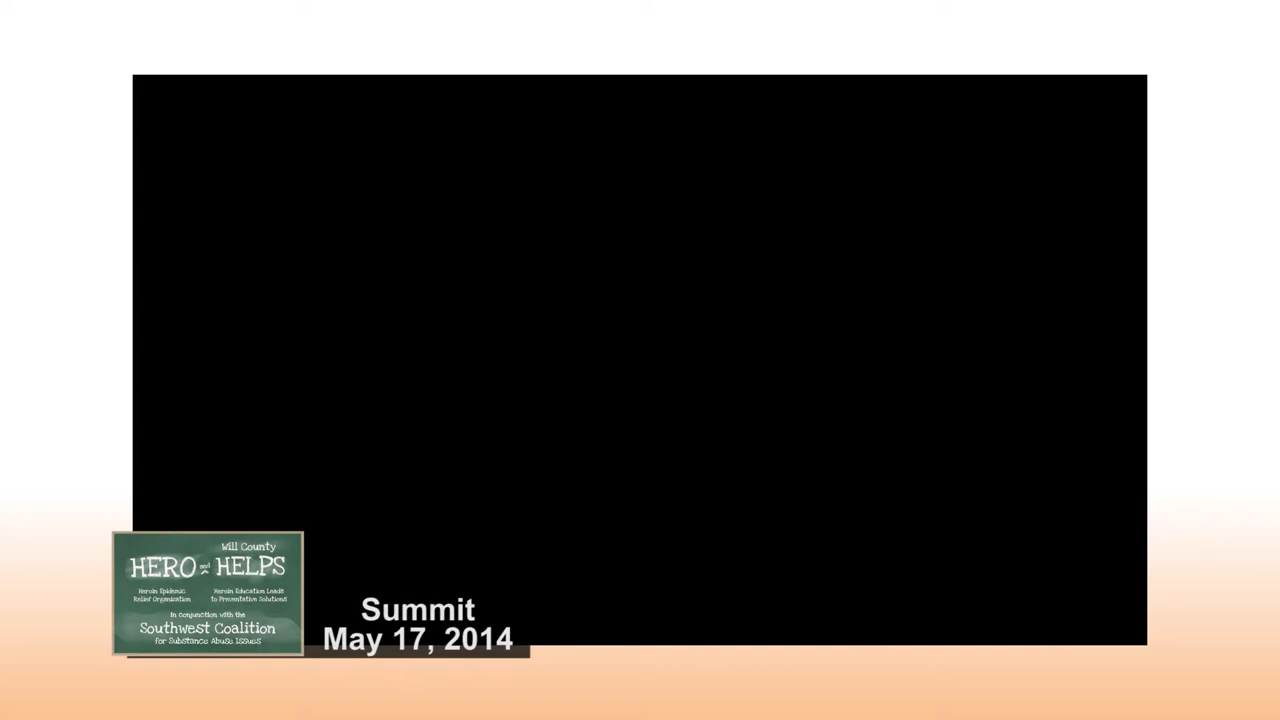 Will County
HERO and HELPS
Heroin Epidemic
Relief Organization
Heroin Education Leads
to Preventative Solutions
In conjunction with the
Southwest Coalition
for Substance Abuse Issues
Summit
May 17, 2014